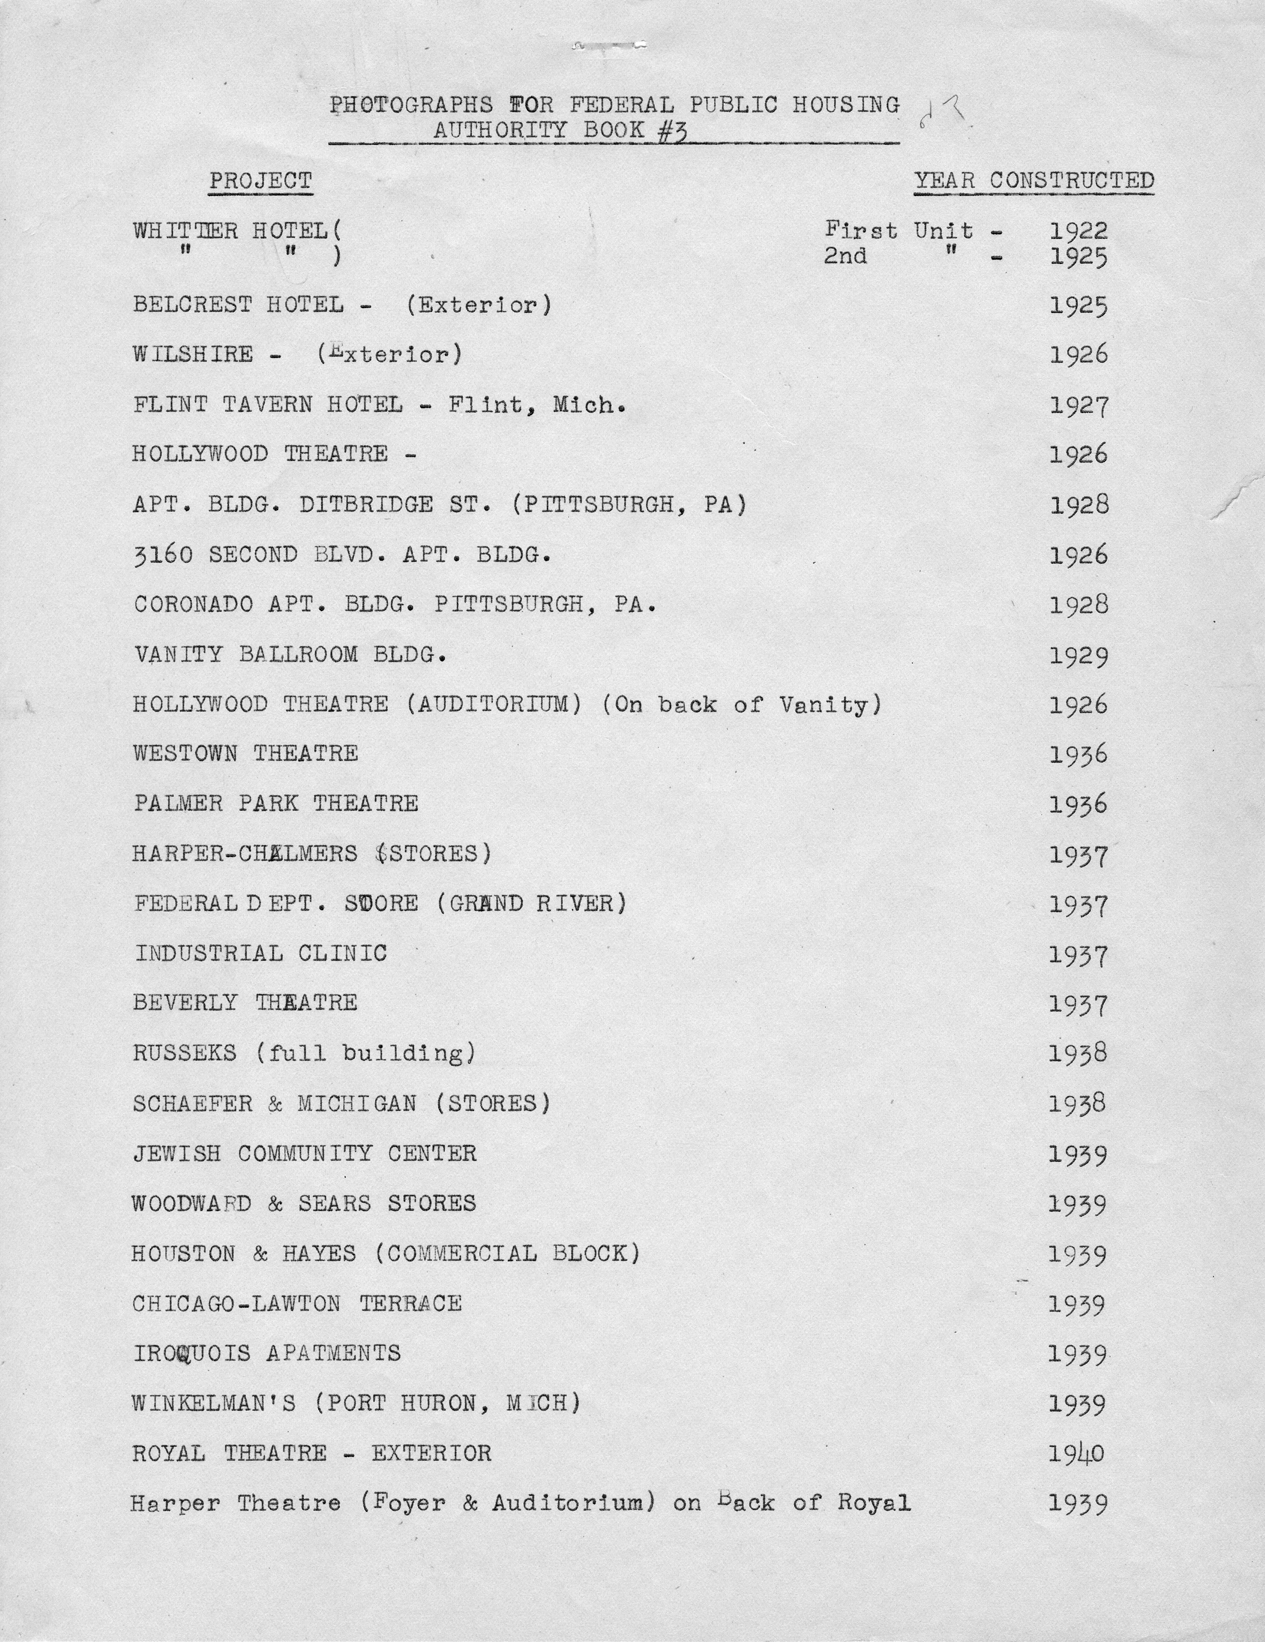 PHOTOGRAPHS FOR FEDERAL PUBLIC HOUSING
AUTHORITY BOOK #3
PROJECT YEAR CONSTRUCTED
WHITTIER HOTEL( First Unit - 1922
" " ) 2nd " - 1925
BELCREST HOTEL - (Exterior) 1925
WILSHIRE - (Exterior) 1926
FLINT TAVERN HOTEL - Flint, Mich. 1927
HOLLYWOOD THEATRE - 1926
APT. BLDG. DITBRIDGE ST. (PITTSBURGH, PA) 1928
3160 SECOND BLVD. APT. BLDG. 1926
CORONADO APT. BLDG. PITTSBURGH, PA. 1928
VANITY BALLROOM BLDG. 1929
HOLLYWOOD THEATRE (AUDITORIUM) (On back of Vanity) 1926
WESTOWN THEATRE 1936
PALMER PARK THEATRE 1936
HARPER-CHALMERS (STORES) 1937
FEDERAL DEPT. STORE (GRAND RIVER) 1937
INDUSTRIAL CLINIC 1937
BEVERLY THEATRE 1937
RUSSEKS (full building) 1938
SCHAEFER & MICHIGAN (STORES) 1938
JEWISH COMMUNITY CENTER 1939
WOODWARD & SEARS STORES 1939
HOUSTON & HAYES (COMMERCIAL BLOCK) 1939
CHICAGO-LAWTON TERRACE 1939
IROQUOIS APATMENTS 1939
WINKELMAN'S (PORT HURON, MICH) 1939
ROYAL THEATRE - EXTERIOR 1940
Harper Theatre (Foyer & Auditorium) on Back of Royal 1939